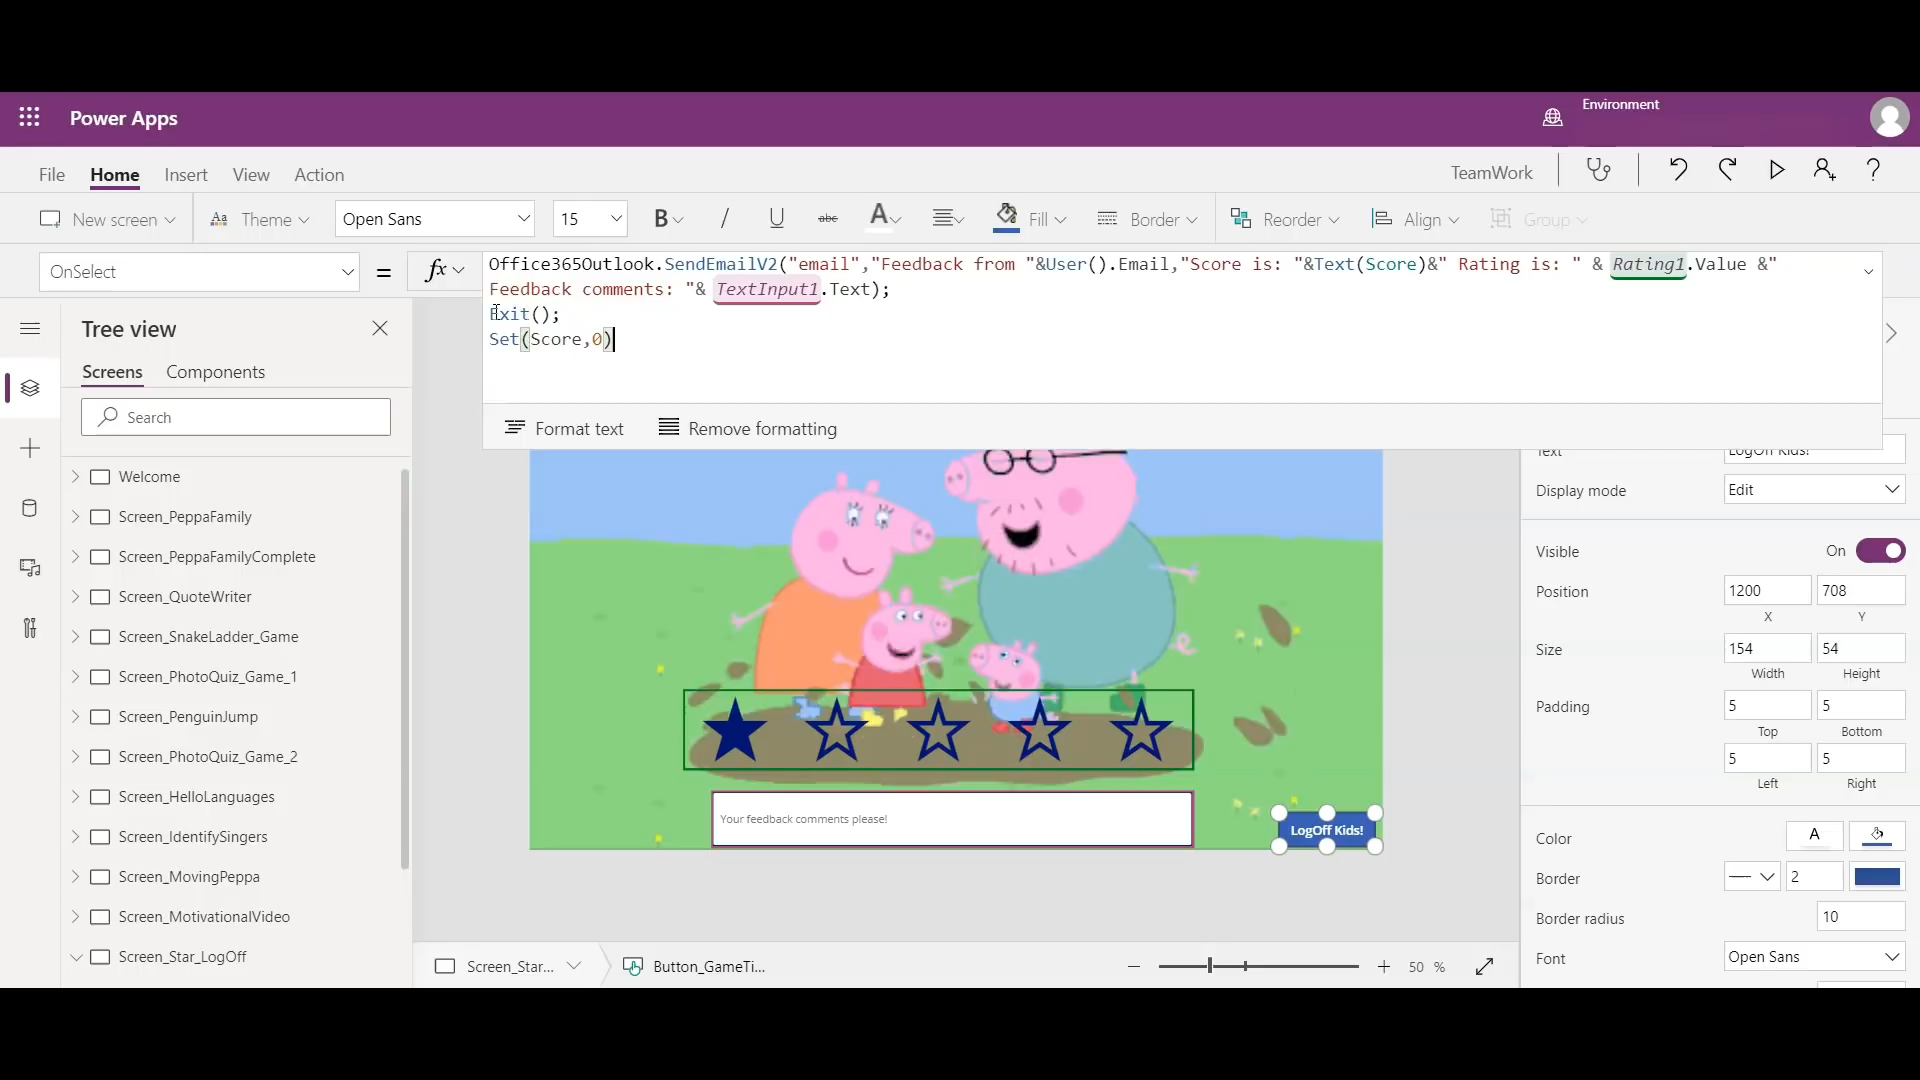 Power Apps
Environment
File Home Insert View Action
TeamWork
New screen
Theme
Open Sans
15
B
/
U
abc
A
Fill
Border
Reorder
Align
Group
OnSelect
=
fx
Office365Outlook.SendEmailV2("email","Feedback from "&User().Email,"Score is: "&Text(Score)&" Rating is: " & Rating1.Value &"
Feedback comments: "& TextInput1.Text);
Exit();
Set(Score,0)
Format text
Remove formatting
Tree view
Screens
Components
Search
Welcome
Screen_PeppaFamily
Screen_PeppaFamilyComplete
Screen_QuoteWriter
Screen_SnakeLadder_Game
Screen_PhotoQuiz_Game_1
Screen_PenguinJump
Screen_PhotoQuiz_Game_2
Screen_HelloLanguages
Screen_IdentifySingers
Screen_MovingPeppa
Screen_MotivationalVideo
Screen_Star_LogOff
Your feedback comments please!
LogOff Kids!
Screen_Star...
Button_GameTi...
50 %
Text
LogOff Kids!
Display mode
Edit
Visible
On
Position
1200
708
X
Y
Size
154
54
Width
Height
Padding
5
5
Top
Bottom
5
5
Left
Right
Color
A
Border
2
Border radius
10
Font
Open Sans